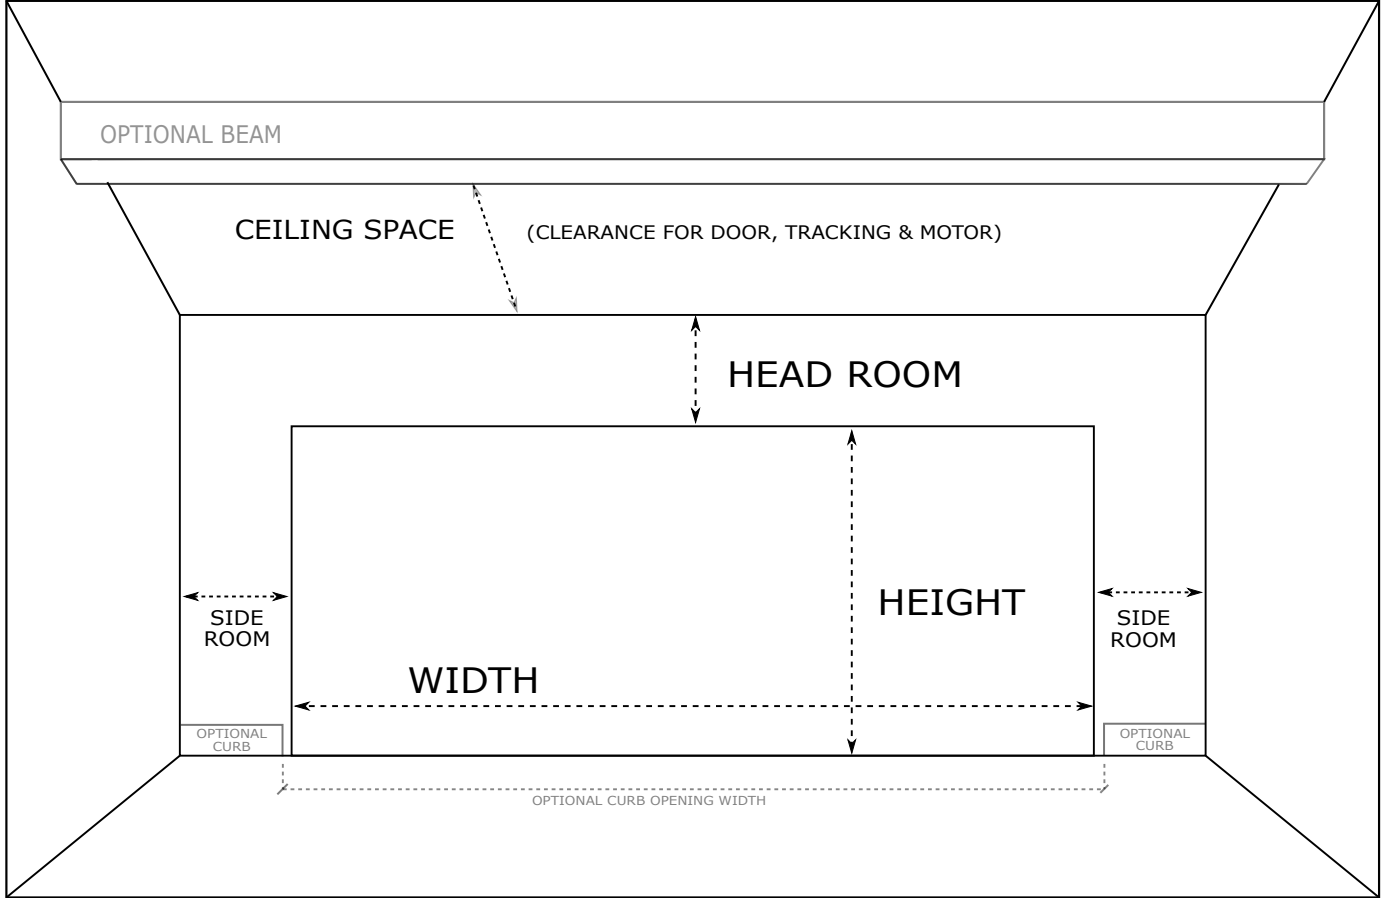 OPTIONAL BEAM
CEILING SPACE (CLEARANCE FOR DOOR, TRACKING & MOTOR)
HEAD ROOM
HEIGHT
SIDE
ROOM
SIDE
ROOM
WIDTH
OPTIONAL
CURB
OPTIONAL
CURB
OPTIONAL CURB OPENING WIDTH